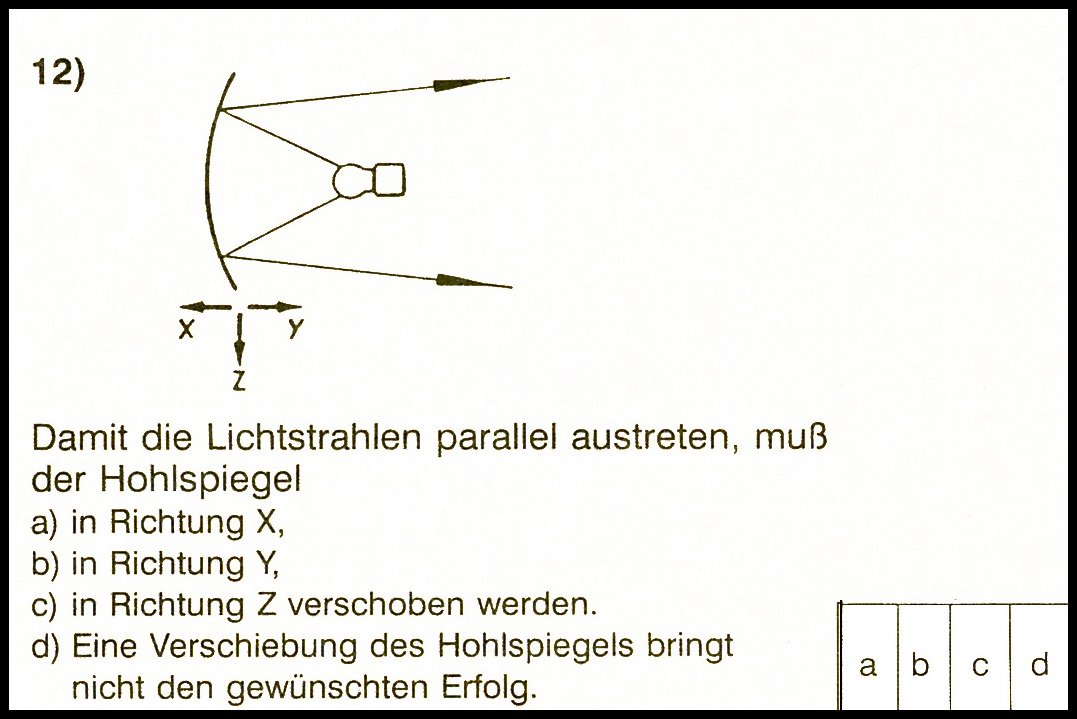 12)
X
Y
Z
Damit die Lichtstrahlen parallel austreten, muß
der Hohlspiegel
a) in Richtung X,
b) in Richtung Y,
c) in Richtung Z verschoben werden.
d) Eine Verschiebung des Hohlspiegels bringt
nicht den gewünschten Erfolg.
a b c d